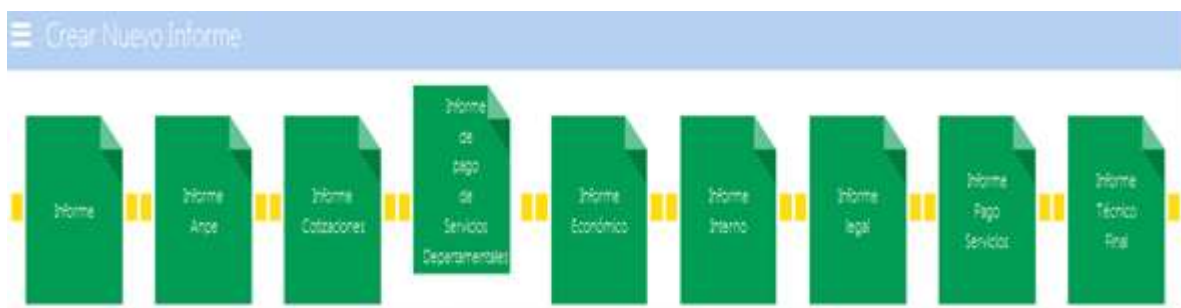 Crear Nuevo Informe
Informe
Informe
Anpe
Informe
Cotizaciones
Informe
de
pago
de
Servicios
Departamentales
Informe
Económico
Informe
Interno
Informe
legal
Informe
Pago
Servicios
Informe
Técnico
Final